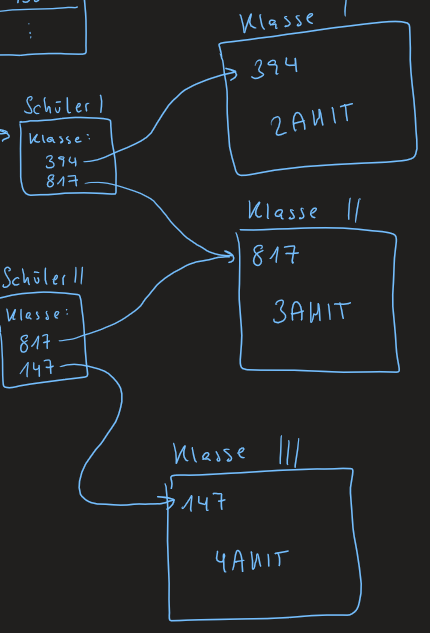 Klasse I
394
2AHIT
Schüler I
Klasse:
394
817
Klasse II
817
3AHIT
Schüler II
Klasse:
817
147
Klasse III
147
4AHIT